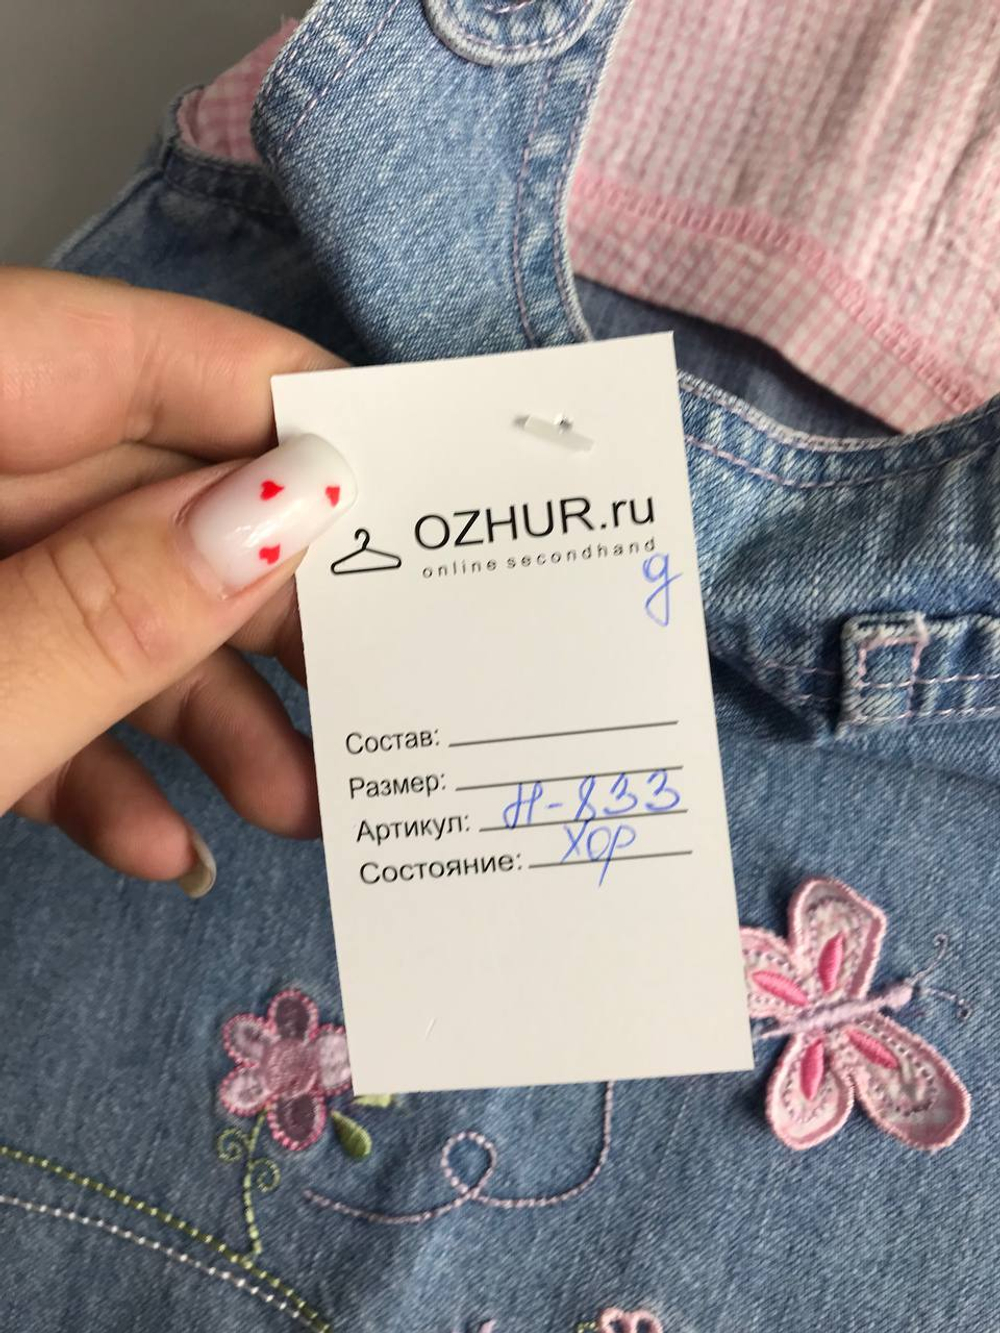 OZHUR.ru
online secondhand
g
Состав:
Размер:
Артикул: Н-833
Состояние: хор